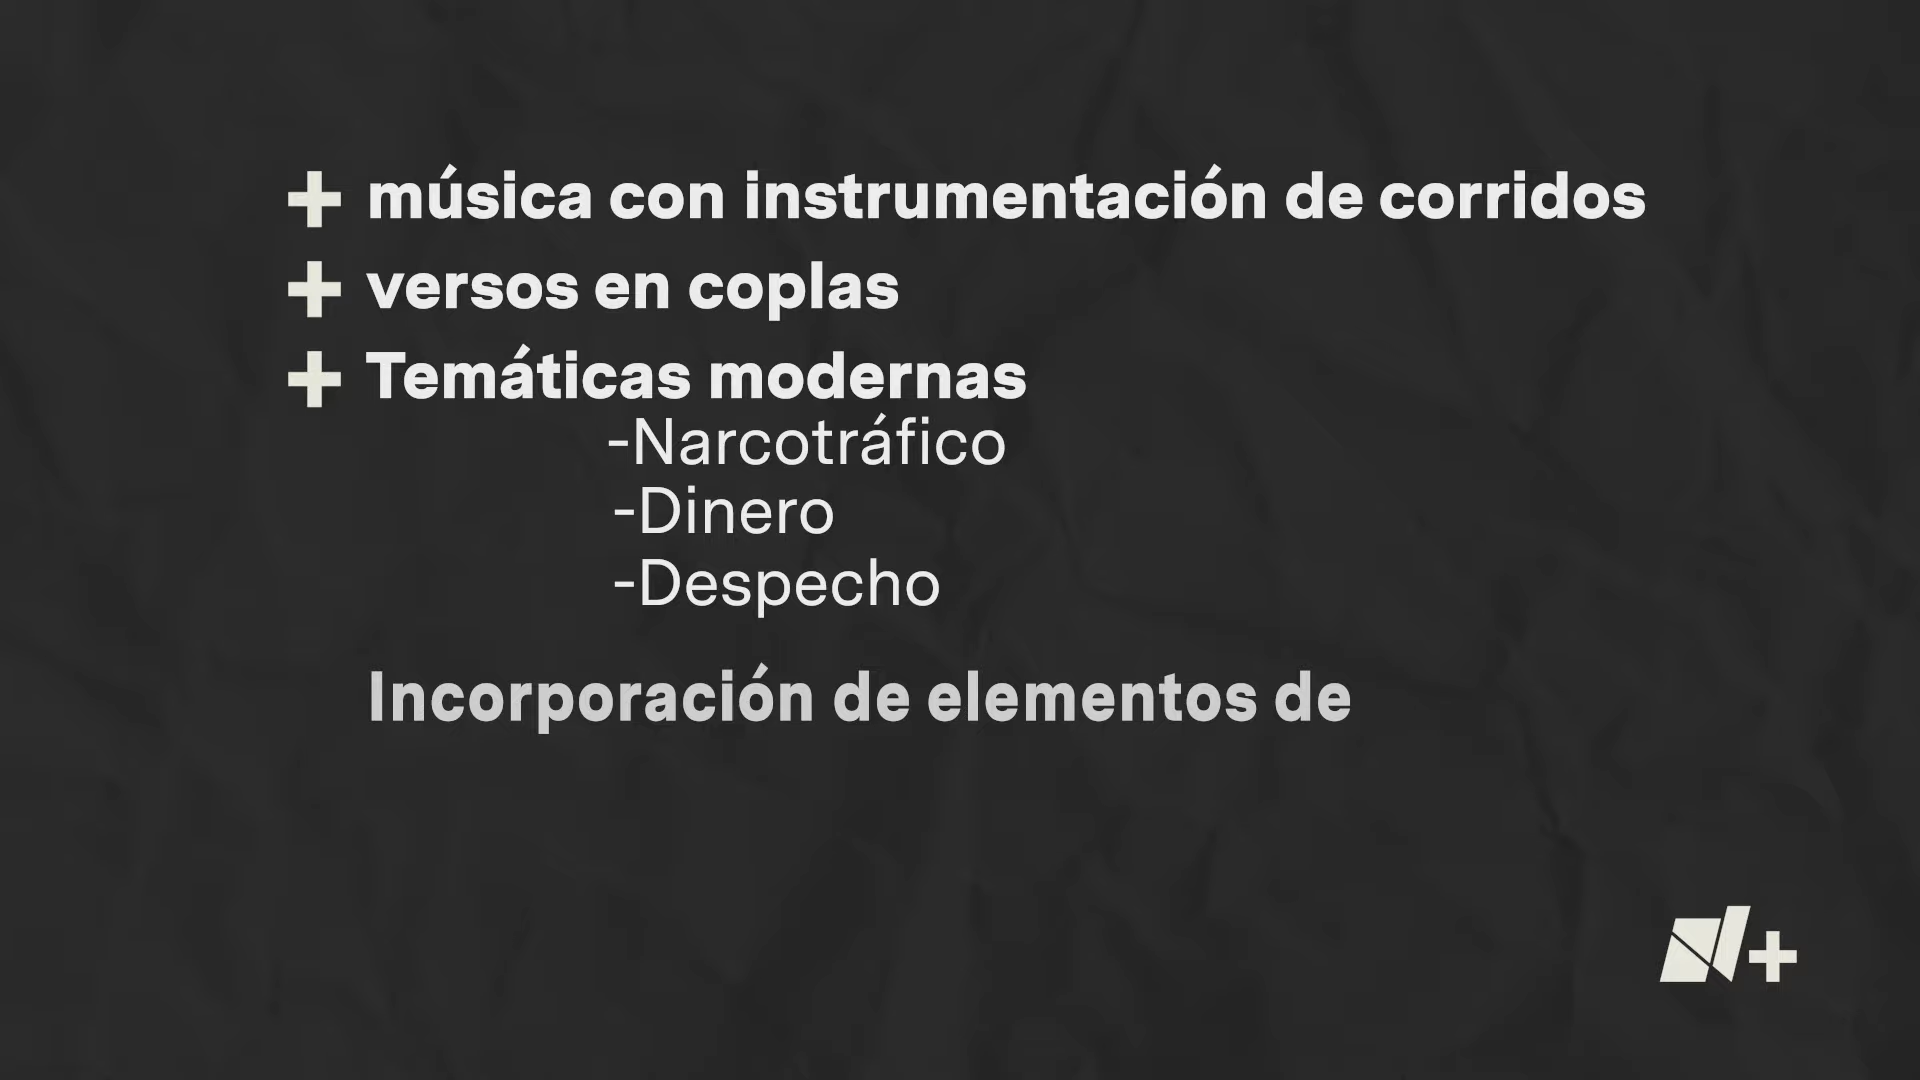 + música con instrumentación de corridos
+ versos en coplas
+ Temáticas modernas
-Narcotráfico
-Dinero
-Despecho
Incorporación de elementos de
N+